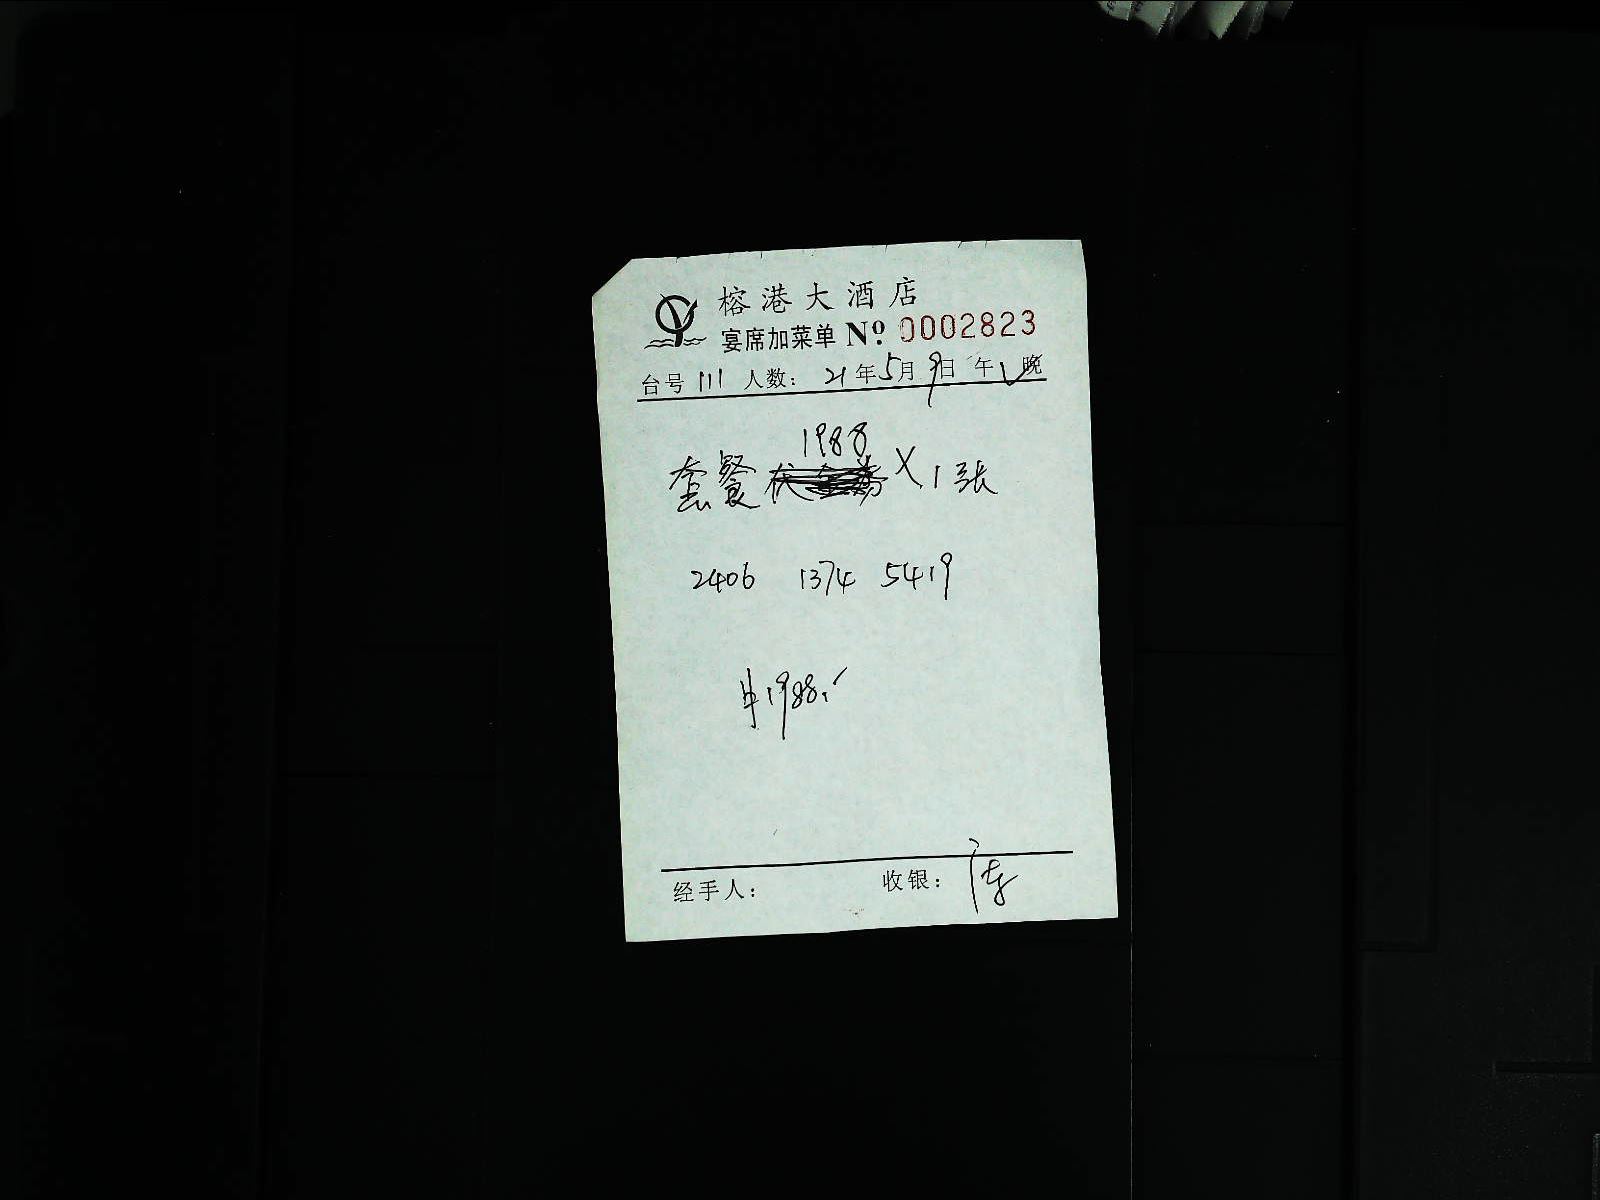 榕港大酒店
宴席加菜单 Nº 0002823
台号 111 人数： 21年5月9日 午 晚
1988
套餐 X 1张
2406 1374 5419
1988
经手人： 收银：